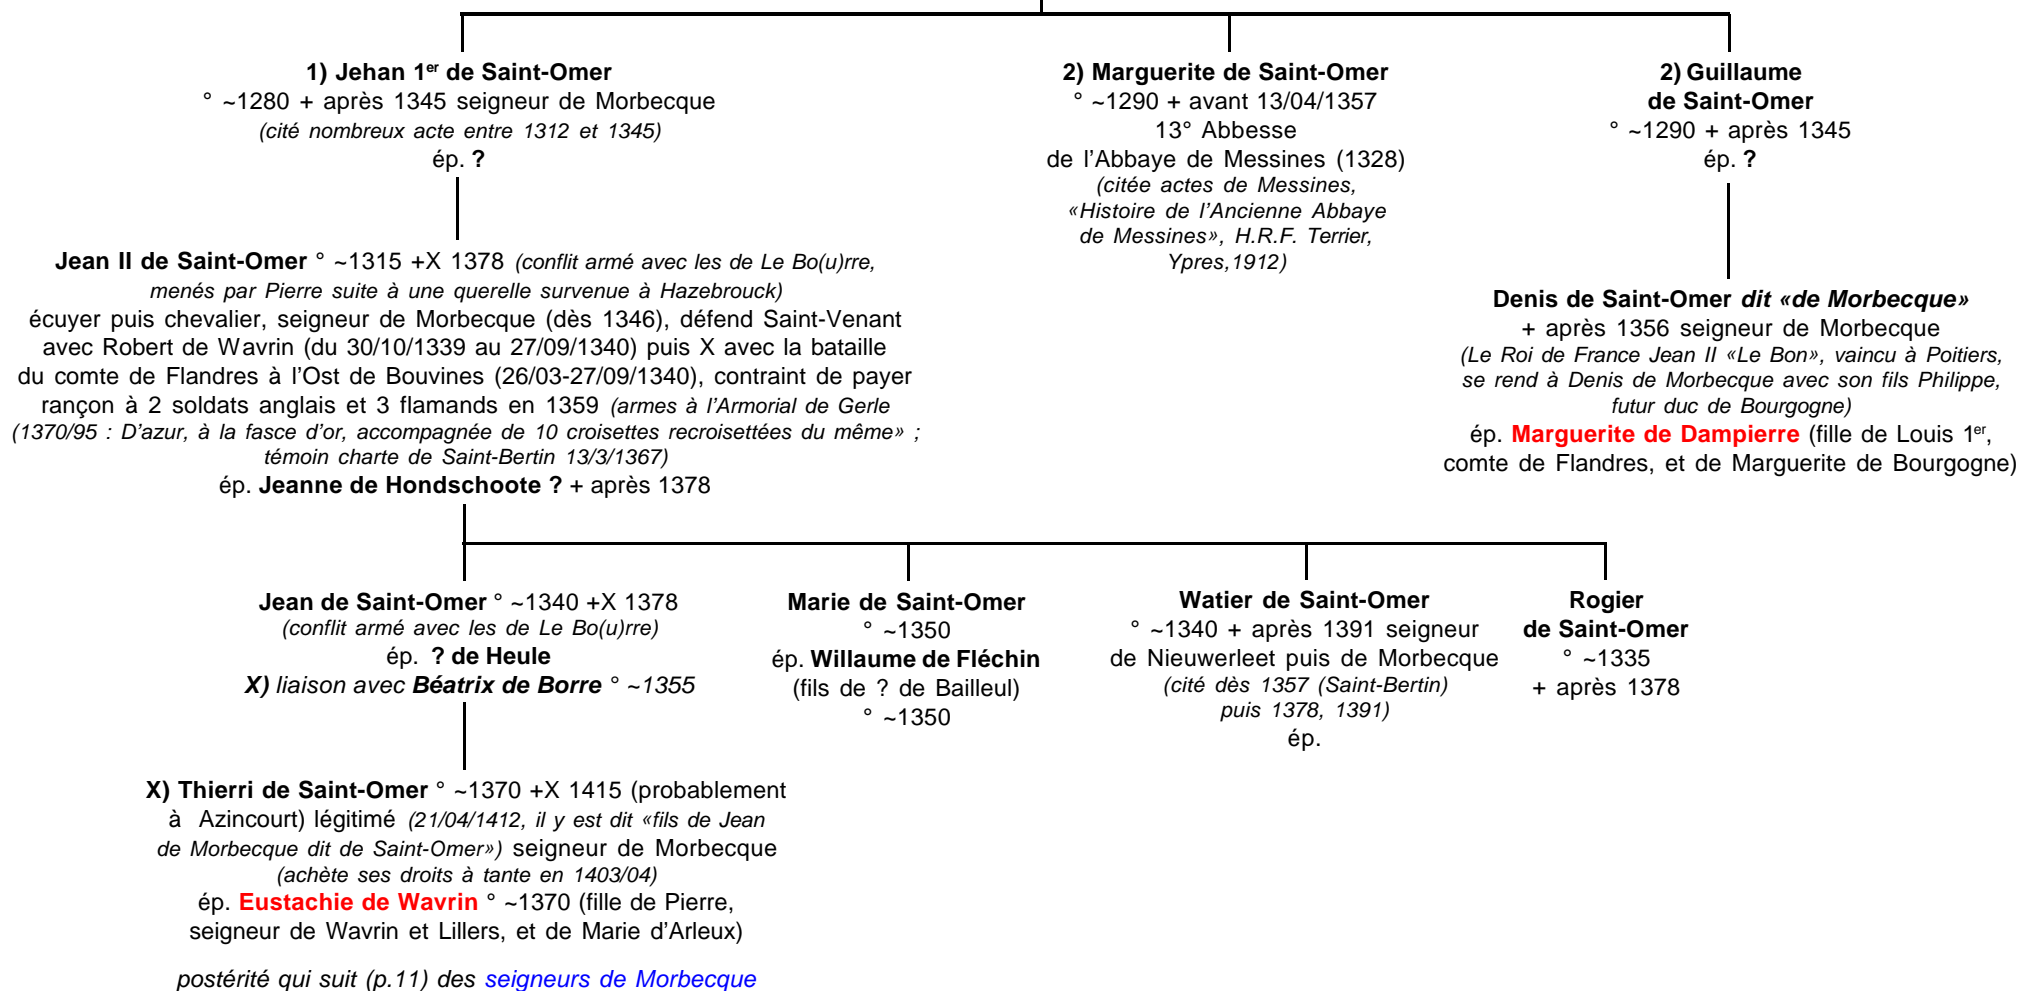 1) Jehan 1er de Saint-Omer
° ~1280 + après 1345 seigneur de Morbecque
(cité nombreux acte entre 1312 et 1345)
ép. ?
2) Marguerite de Saint-Omer
° ~1290 + avant 13/04/1357
13° Abbesse
de l'Abbaye de Messines (1328)
(citée actes de Messines,
«Histoire de l'Ancienne Abbaye
de Messines», H.R.F. Terrier,
Ypres,1912)
2) Guillaume
de Saint-Omer
° ~1290 + après 1345
ép. ?
Jean II de Saint-Omer ° ~1315 +X 1378 (conflit armé avec les de Le Bo(u)rre,
menés par Pierre suite à une querelle survenue à Hazebrouck)
écuyer puis chevalier, seigneur de Morbecque (dès 1346), défend Saint-Venant
avec Robert de Wavrin (du 30/10/1339 au 27/09/1340) puis X avec la bataille
du comte de Flandres à l'Ost de Bouvines (26/03-27/09/1340), contraint de payer
rançon à 2 soldats anglais et 3 flamands en 1359 (armes à l'Armorial de Gerle
(1370/95 : D'azur, à la fasce d'or, accompagnée de 10 croisettes recroisettées du même» ;
témoin charte de Saint-Bertin 13/3/1367)
ép. Jeanne de Hondschoote ? + après 1378
Denis de Saint-Omer dit «de Morbecque»
+ après 1356 seigneur de Morbecque
(Le Roi de France Jean II «Le Bon», vaincu à Poitiers,
se rend à Denis de Morbecque avec son fils Philippe,
futur duc de Bourgogne)
ép. Marguerite de Dampierre (fille de Louis 1er,
comte de Flandres, et de Marguerite de Bourgogne)
Jean de Saint-Omer ° ~1340 +X 1378
(conflit armé avec les de Le Bo(u)rre)
ép. ? de Heule
X) liaison avec Béatrix de Borre ° ~1355
Marie de Saint-Omer
° ~1350
ép. Willaume de Fléchin
(fils de ? de Bailleul)
° ~1350
Watier de Saint-Omer
° ~1340 + après 1391 seigneur
de Nieuwerleet puis de Morbecque
(cité dès 1357 (Saint-Bertin)
puis 1378, 1391)
ép.
Rogier
de Saint-Omer
° ~1335
+ après 1378
X) Thierri de Saint-Omer ° ~1370 +X 1415 (probablement
à Azincourt) légitimé (21/04/1412, il y est dit «fils de Jean
de Morbecque dit de Saint-Omer») seigneur de Morbecque
(achète ses droits à tante en 1403/04)
ép. Eustachie de Wavrin ° ~1370 (fille de Pierre,
seigneur de Wavrin et Lillers, et de Marie d'Arleux)
postérité qui suit (p.11) des seigneurs de Morbecque